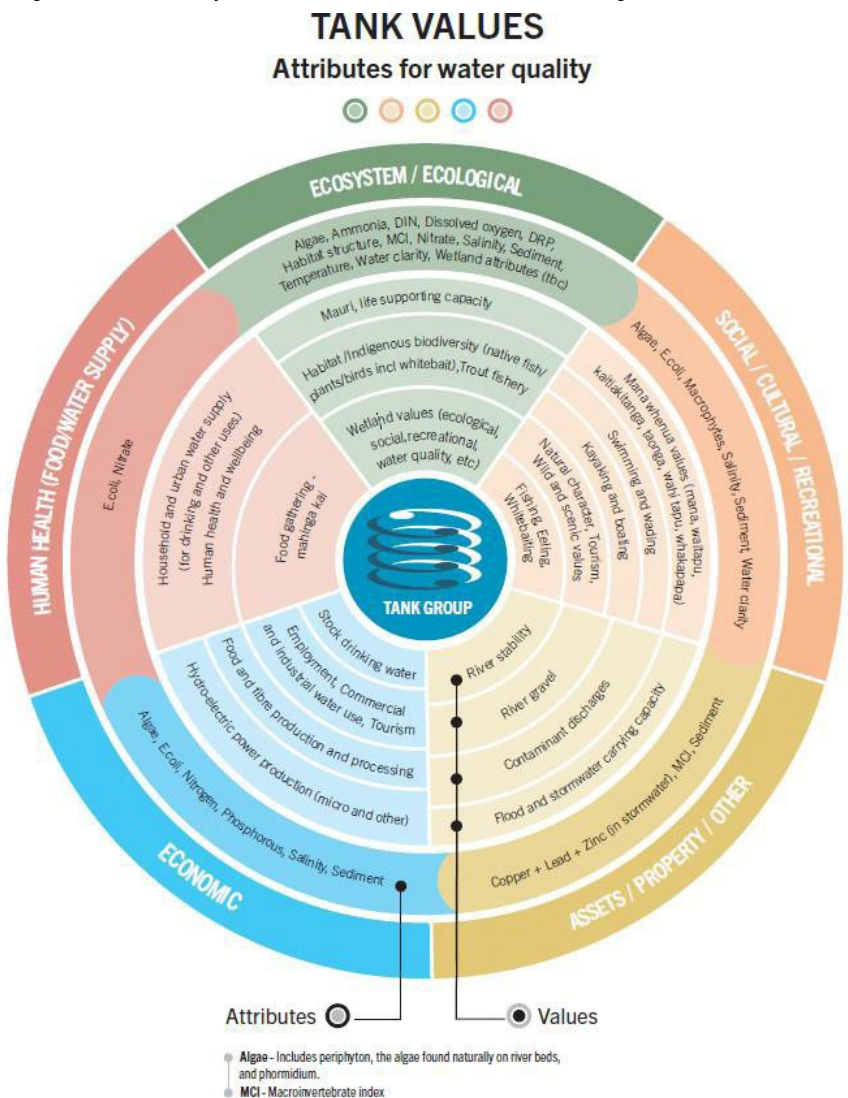 TANK VALUES
Attributes for water quality
ECOSYSTEM / ECOLOGICAL
Algae, Ammonia, DIN, Dissolved oxygen, DRP,
Habitat structure, MCI, Nitrate, Salinity, Sediment,
Temperature, Water clarity, Wetland attributes (tbc)
Mauri, life supporting capacity
Habitat/Indigenous biodiversity (native fish/
plants/birds incl whitebait),Trout fishery
Wetland values (ecological,
social,recreational,
water quality, etc)
SOCIAL / CULTURAL / RECREATIONAL
Algae, E.coli, Macrophytes, Salinity, Sediment, Water clarity
Mana whenua values (mana, waitapu,
kaitiakitanga, taonga, wahi tapu, whakapapa)
Swimming and wading
Kayaking and boating
Natural character, Tourism,
Wild and scenic values
Fishing, Eeling,
Whitebaiting
HUMAN HEALTH (FOOD/WATER SUPPLY)
E.coli, Nitrate
Household and urban water supply
(for drinking and other uses)
Human health and wellbeing
Food gathering -
mahinga kai
TANK GROUP
Stock drinking water
Employment, Commercial
and industrial water use, Tourism
Food and fibre production and processing
Hydro-electric power production (micro and other)
Algae, E.coli, Nitrogen, Phosphorous, Salinity, Sediment
ECONOMIC
River stability
River gravel
Contaminant discharges
Flood and stormwater carrying capacity
Copper + Lead + Zinc (in stormwater), MCI, Sediment
ASSETS / PROPERTY / OTHER
Attributes
Values
Algae - Includes periphyton, the algae found naturally on river beds,
and phormidium.
MCI - Macroinvertebrate index